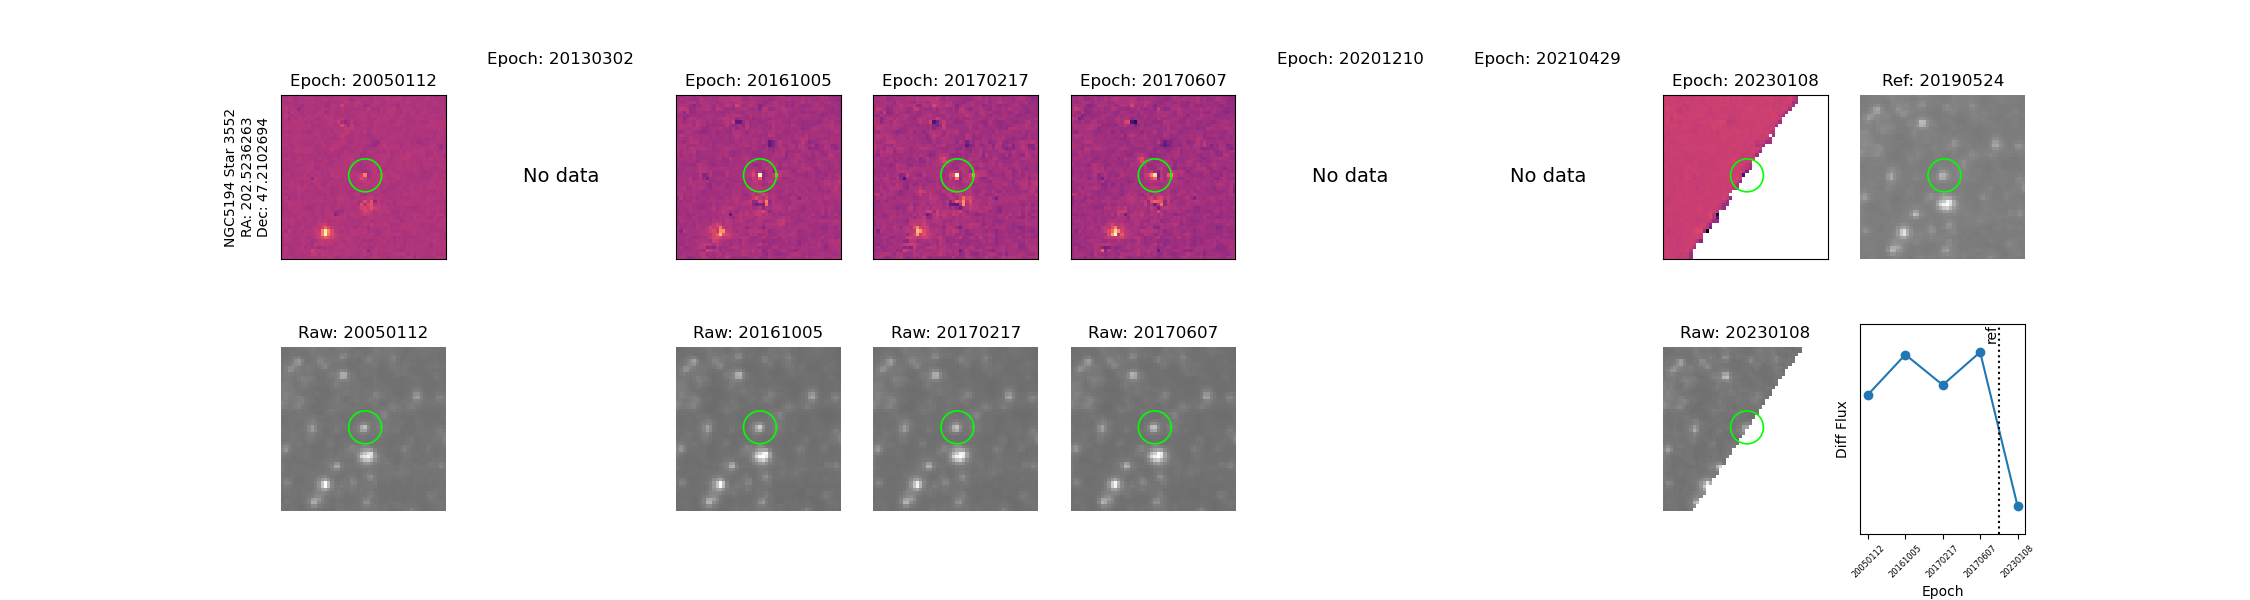 Epoch: 20130302
Epoch: 20201210
Epoch: 20210429
Epoch: 20050112
Epoch: 20161005
Epoch: 20170217
Epoch: 20170607
Epoch: 20230108
Ref: 20190524
NGC5194 Star 3552
RA: 202.5236263
Dec: 47.2102694
No data
No data
No data
Raw: 20050112
Raw: 20161005
Raw: 20170217
Raw: 20170607
Raw: 20230108
ref
Diff Flux
20050112
20161005
20170217
20170607
20230108
Epoch